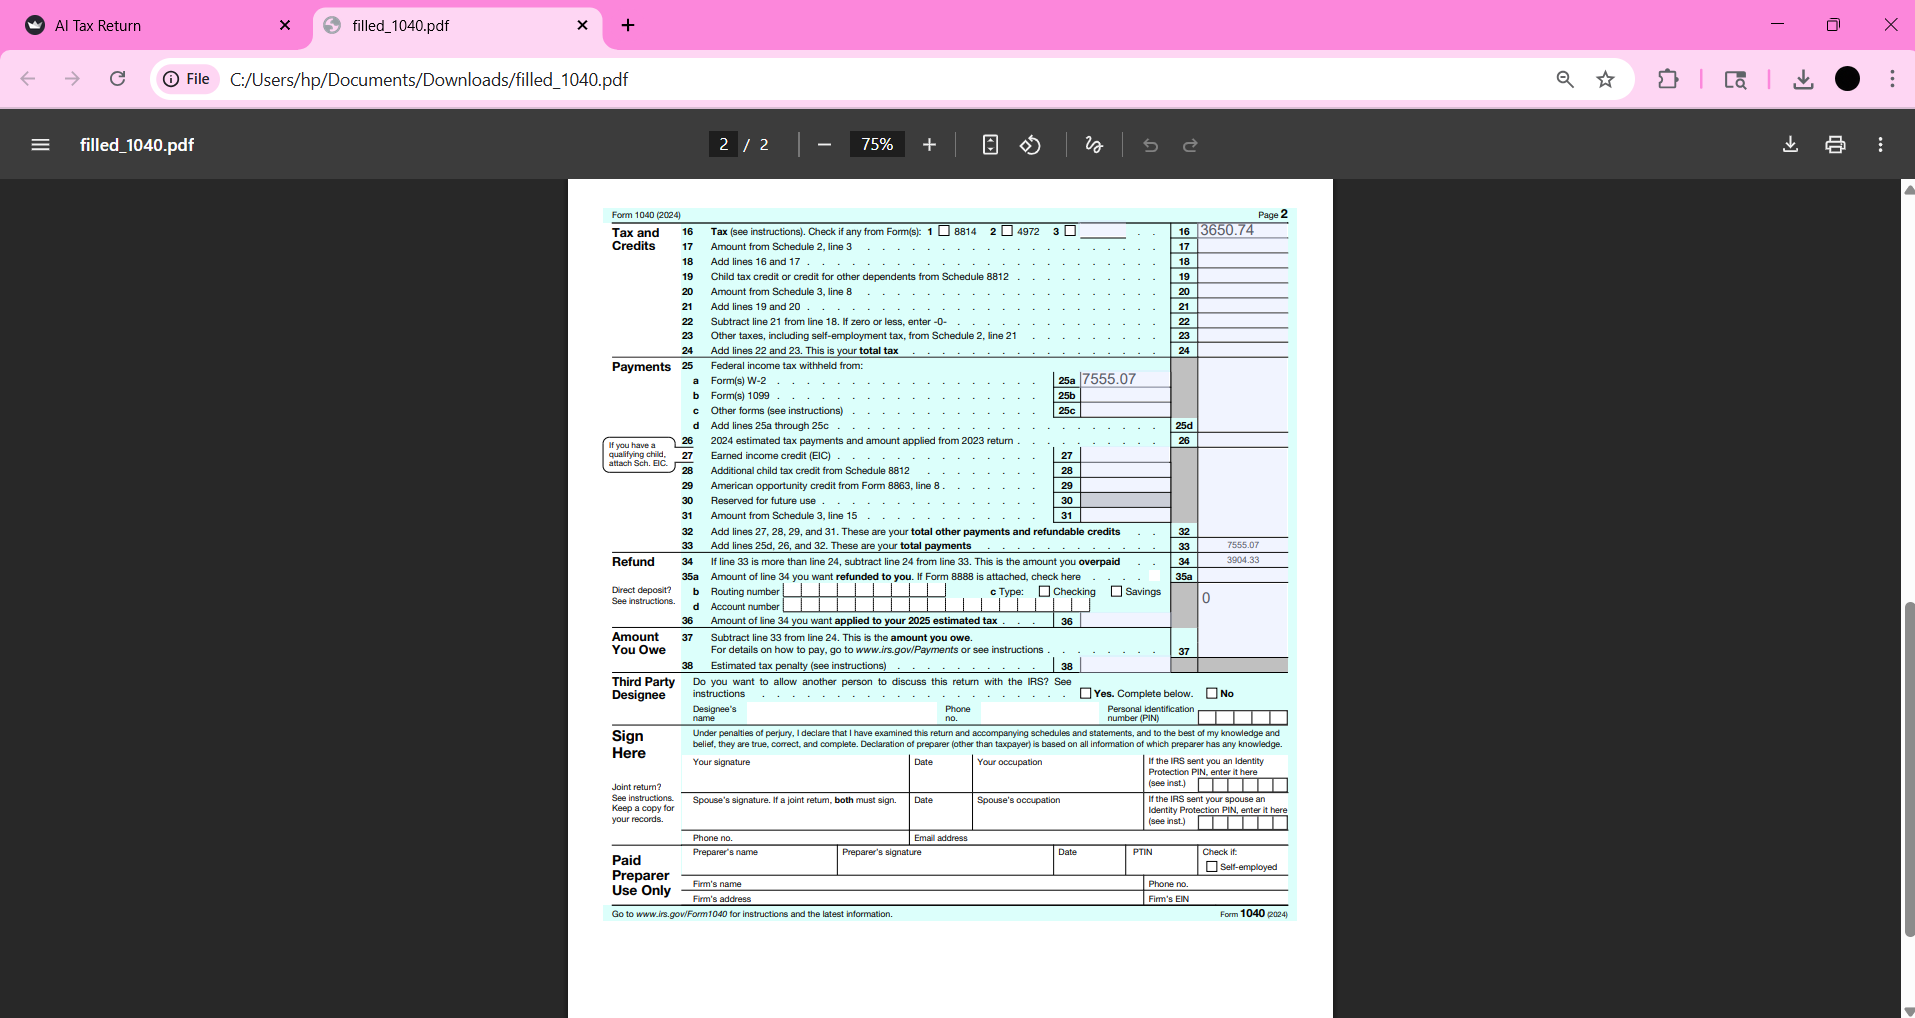 AI Tax Return
filled_1040.pdf
File C:/Users/hp/Documents/Downloads/filled_1040.pdf
filled_1040.pdf
2 / 2
75%
Form 1040 (2024) Page 2
Tax and Credits
16 Tax (see instructions). Check if any from Form(s): 1 8814 2 4972 3 . . 16 3650.74
17 Amount from Schedule 2, line 3 17
18 Add lines 16 and 17 18
19 Child tax credit or credit for other dependents from Schedule 8812 19
20 Amount from Schedule 3, line 8 20
21 Add lines 19 and 20 21
22 Subtract line 21 from line 18. If zero or less, enter -0- 22
23 Other taxes, including self-employment tax, from Schedule 2, line 21 23
24 Add lines 22 and 23. This is your total tax 24
Payments 25 Federal income tax withheld from:
a Form(s) W-2 25a 7555.07
b Form(s) 1099 25b
c Other forms (see instructions) 25c
d Add lines 25a through 25c 25d
26 2024 estimated tax payments and amount applied from 2023 return 26
If you have a
qualifying child,
attach Sch. EIC.
27 Earned income credit (EIC) 27
28 Additional child tax credit from Schedule 8812 28
29 American opportunity credit from Form 8863, line 8 29
30 Reserved for future use 30
31 Amount from Schedule 3, line 15 31
32 Add lines 27, 28, 29, and 31. These are your total other payments and refundable credits 32
33 Add lines 25d, 26, and 32. These are your total payments 33 7555.07
Refund 34 If line 33 is more than line 24, subtract line 24 from line 33. This is the amount you overpaid 34 3904.33
35a Amount of line 34 you want refunded to you. If Form 8888 is attached, check here 35a
Direct deposit?
See instructions.
b Routing number c Type: Checking Savings
d Account number
0
36 Amount of line 34 you want applied to your 2025 estimated tax 36
Amount
You Owe
37 Subtract line 33 from line 24. This is the amount you owe.
For details on how to pay, go to www.irs.gov/Payments or see instructions 37
38 Estimated tax penalty (see instructions) 38
Third Party
Designee
Do you want to allow another person to discuss this return with the IRS? See
instructions Yes. Complete below. No
Designee's
name
Phone
no.
Personal identification
number (PIN)
Sign
Here
Under penalties of perjury, I declare that I have examined this return and accompanying schedules and statements, and to the best of my knowledge and
belief, they are true, correct, and complete. Declaration of preparer (other than taxpayer) is based on all information of which preparer has any knowledge.
Joint return?
See instructions.
Keep a copy for
your records.
Your signature Date Your occupation
If the IRS sent you an Identity
Protection PIN, enter it here
(see inst.)
Spouse's signature. If a joint return, both must sign. Date Spouse's occupation
If the IRS sent your spouse an
Identity Protection PIN, enter it here
(see inst.)
Phone no. Email address
Paid
Preparer
Use Only
Preparer's name Preparer's signature Date PTIN Check if:
Self-employed
Firm's name Phone no.
Firm's address Firm's EIN
Go to www.irs.gov/Form1040 for instructions and the latest information. Form 1040 (2024)